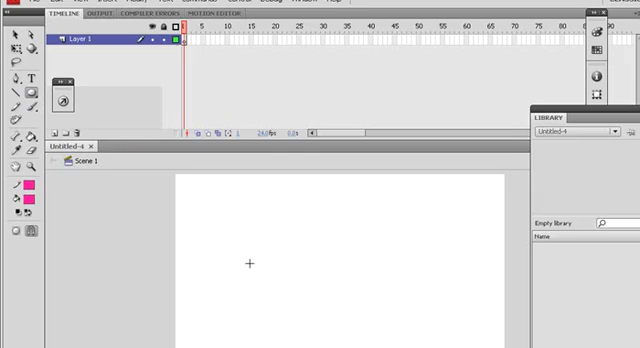 TIMELINE OUTPUT COMPILER ERRORS MOTION EDITOR
5 10 15 20 25 30 35 40 45 50 55 60 65 70 75 80 85 90
Layer 1
1 24.0fps 0.0s
LIBRARY
Untitled-4
Untitled-4
Scene 1
Empty library
Name